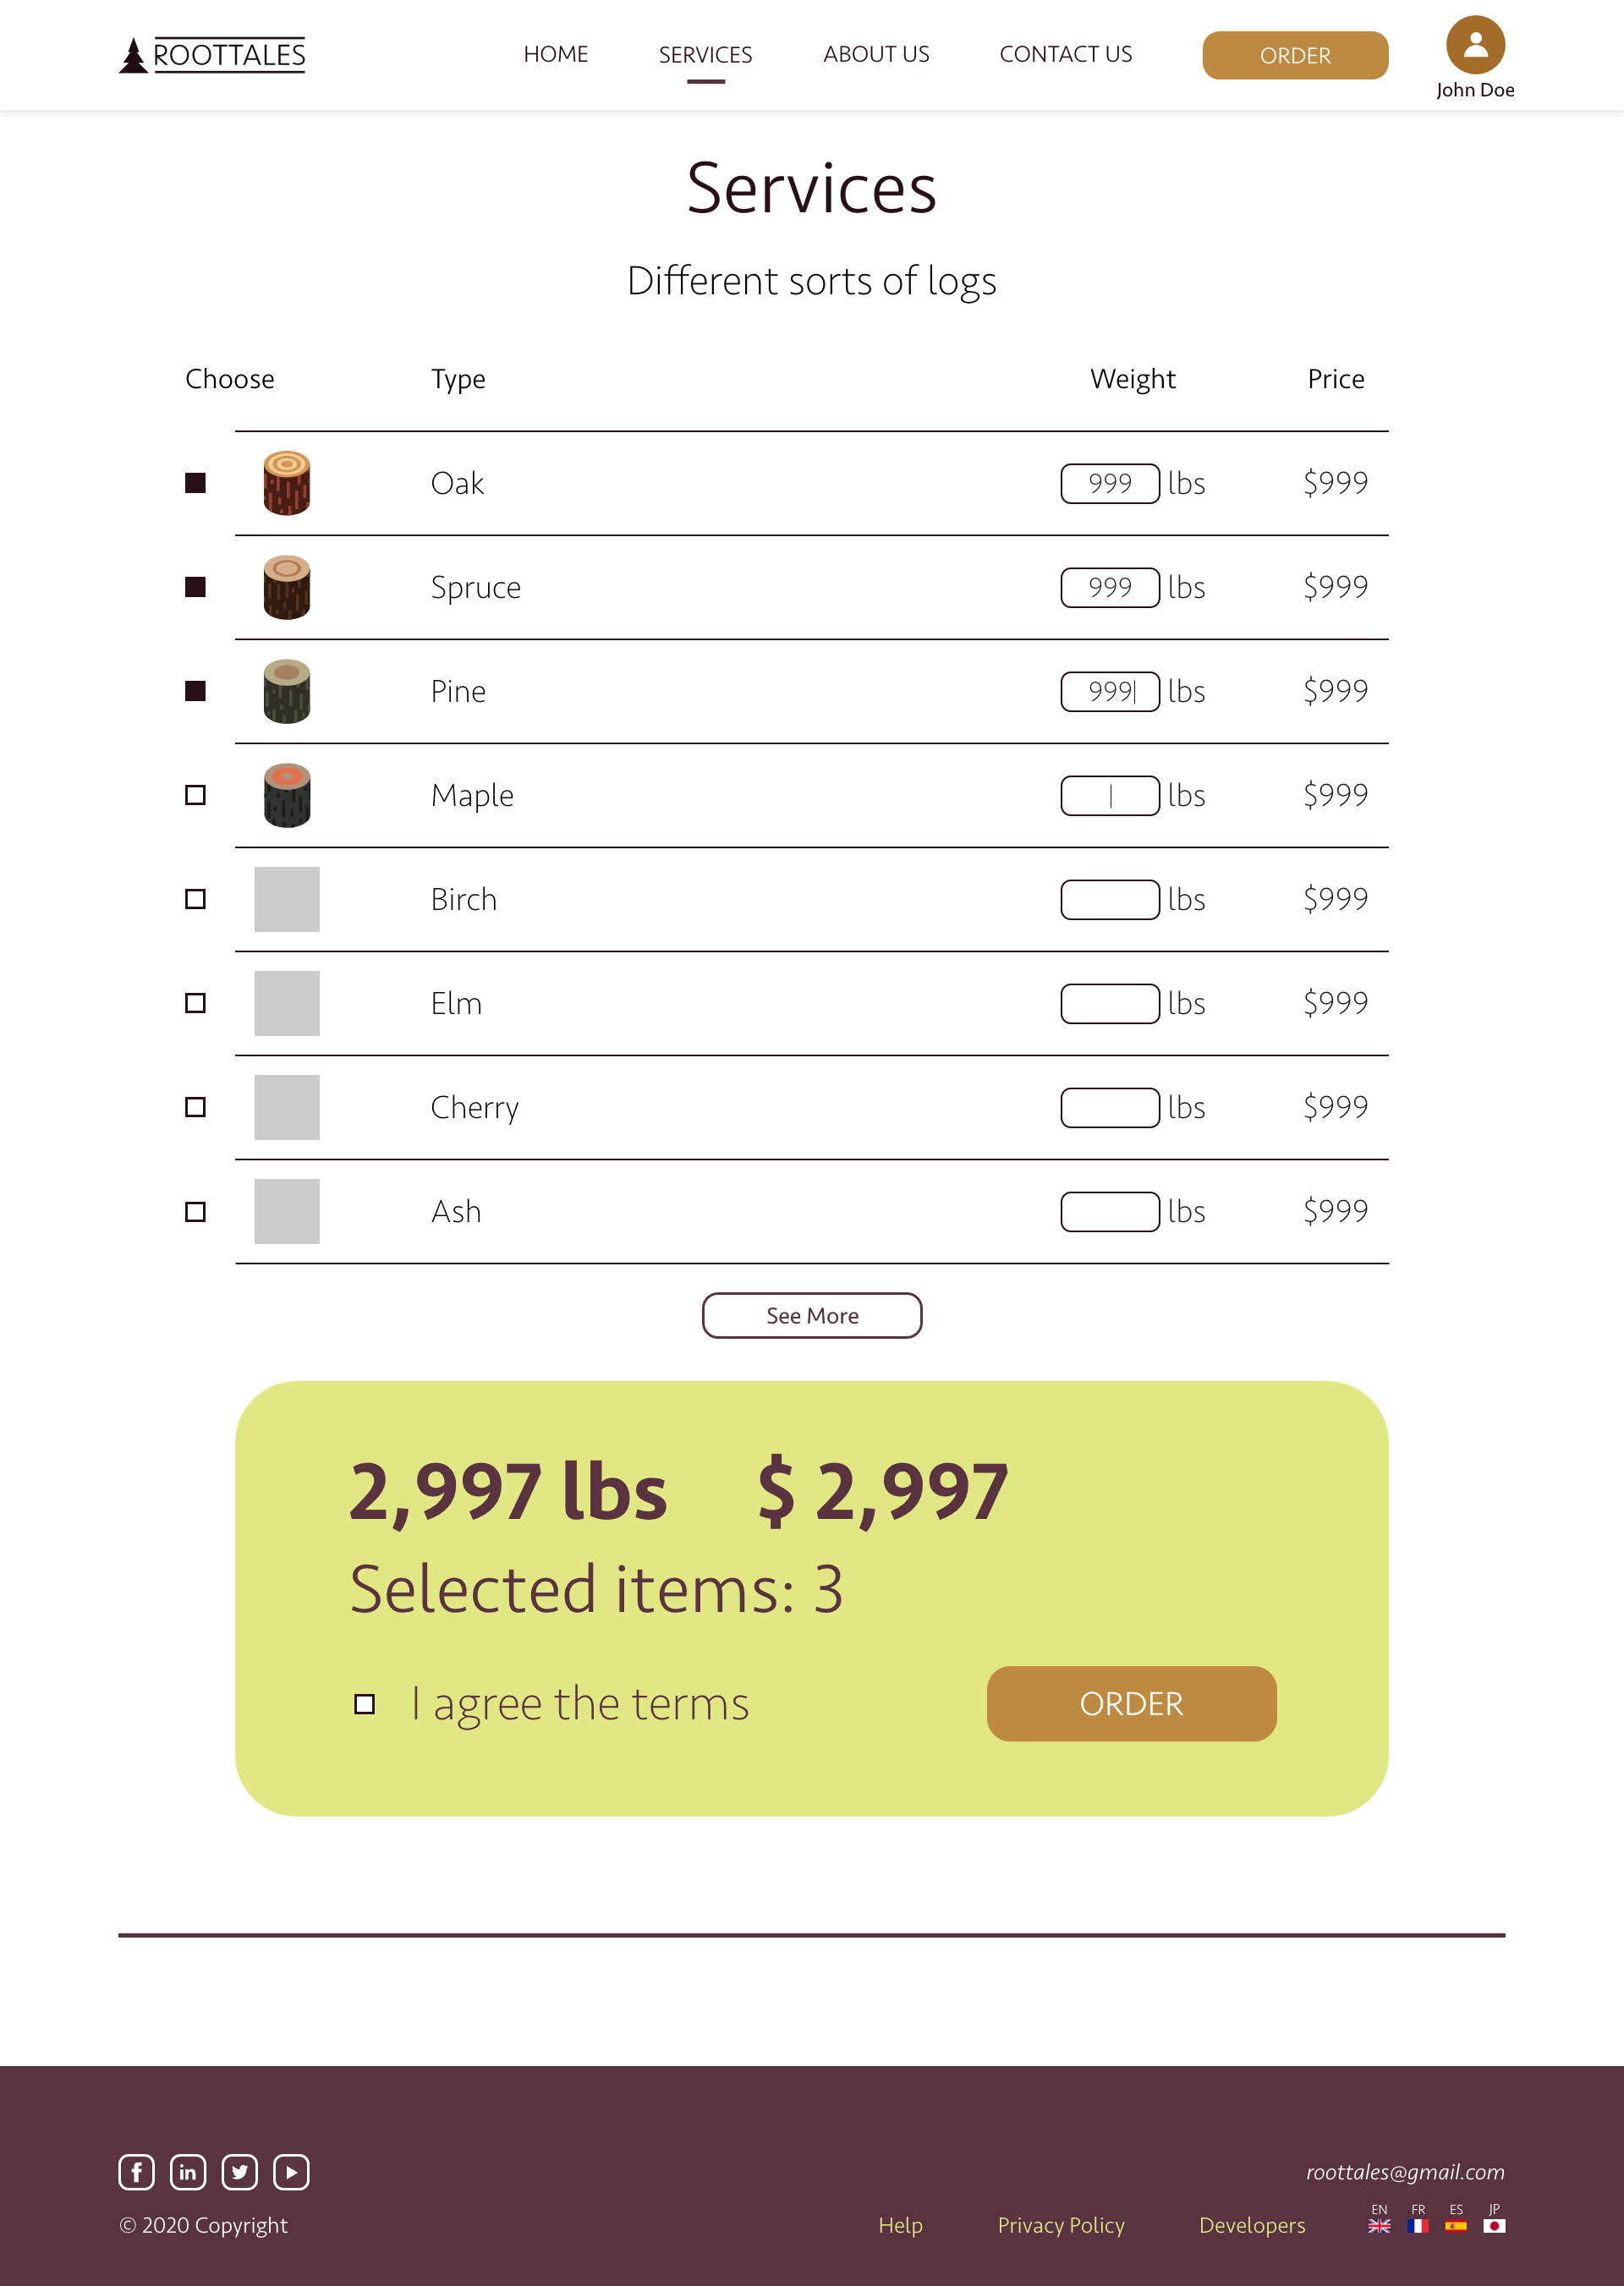 ROOTTALES HOME SERVICES ABOUT US CONTACT US ORDER
John Doe
Services
Different sorts of logs
Choose Type Weight Price
Oak 999 lbs $999
Spruce 999 lbs $999
Pine 999 lbs $999
Maple lbs $999
Birch lbs $999
Elm lbs $999
Cherry lbs $999
Ash lbs $999
See More
2,997 lbs $ 2,997
Selected items: 3
I agree the terms ORDER
roottales@gmail.com
EN FR ES JP
© 2020 Copyright Help Privacy Policy Developers